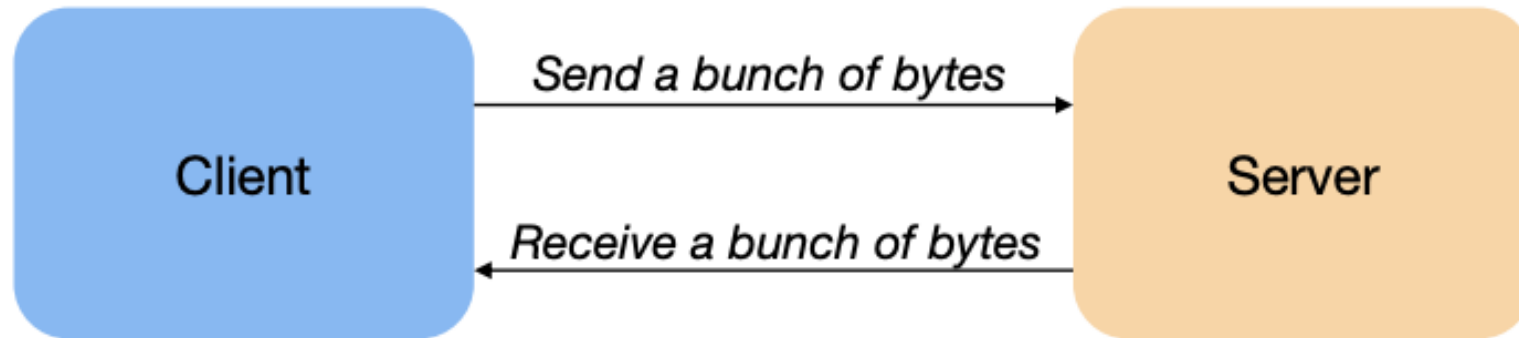 Send a bunch of bytes
Client
Server
Receive a bunch of bytes